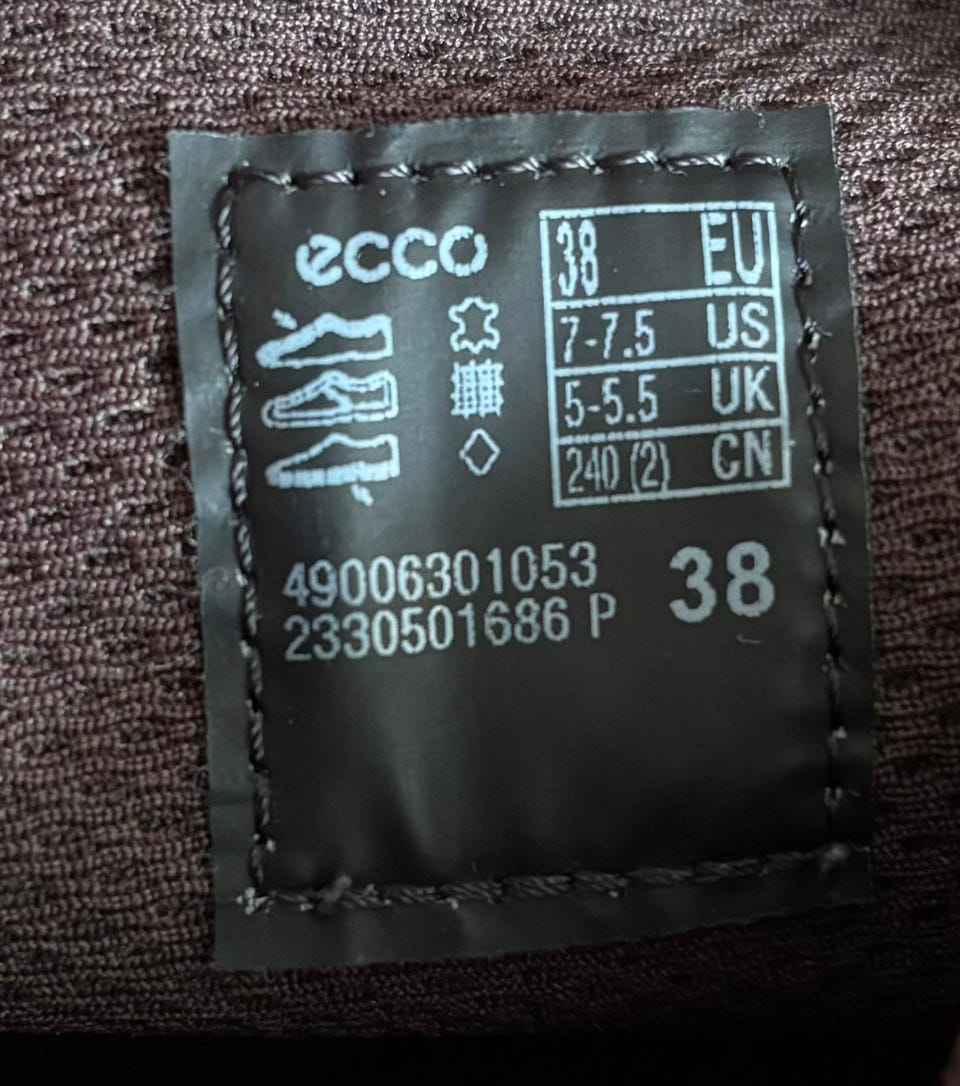 ecco
38 EU
7-7.5 US
5-5.5 UK
240 (2) CN
49006301053
2330501686 P
38